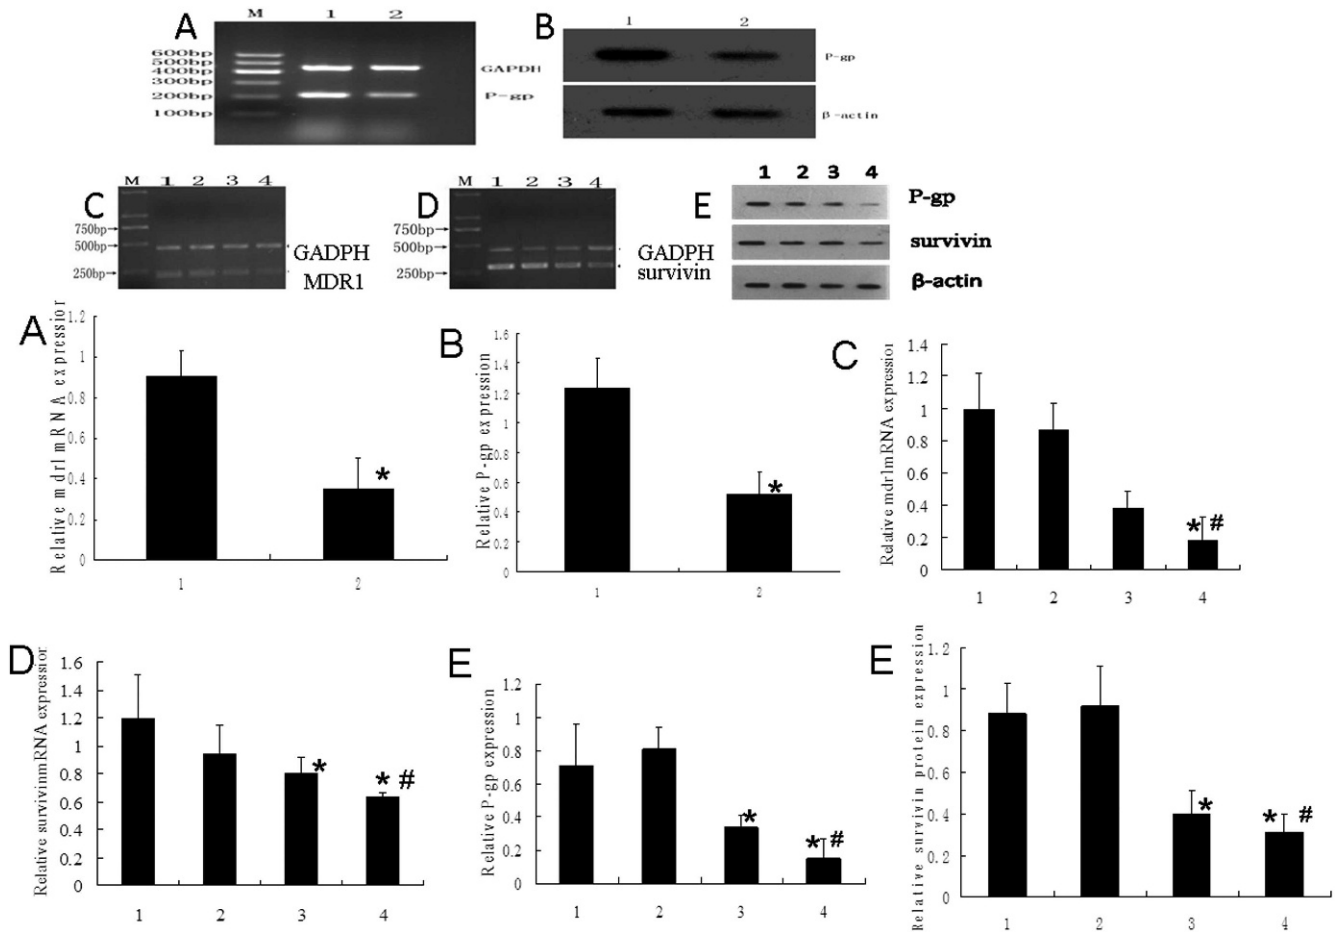 A
M 1 2
600bp
500bp
400bp
300bp
200bp
100bp
GAPDH
P-gp
B
1 2
P-gp
β-actin
C
M 1 2 3 4
750bp
500bp
250bp
GADPH
MDR1
D
M 1 2 3 4
750bp
500bp
250bp
GADPH
survivin
E
1 2 3 4
P-gp
survivin
β-actin
A
Relative mdr1mRNA expression
1.2
1
0.8
0.6
0.4
0.2
0
*
1 2
B
Relative P-gp expression
1.6
1.4
1.2
1
0.8
0.6
0.4
0.2
0
*
1 2
C
Relative mdr1mRNA expression
1.4
1.2
1
0.8
0.6
0.4
0.2
0
* #
1 2 3 4
D
Relative survivinmRNA expression
1.6
1.4
1.2
1
0.8
0.6
0.4
0.2
0
*
* #
1 2 3 4
E
Relative P-gp expression
1.2
1
0.8
0.6
0.4
0.2
0
*
* #
1 2 3 4
E
Relative survivin protein expression
1.2
1
0.8
0.6
0.4
0.2
0
*
* #
1 2 3 4